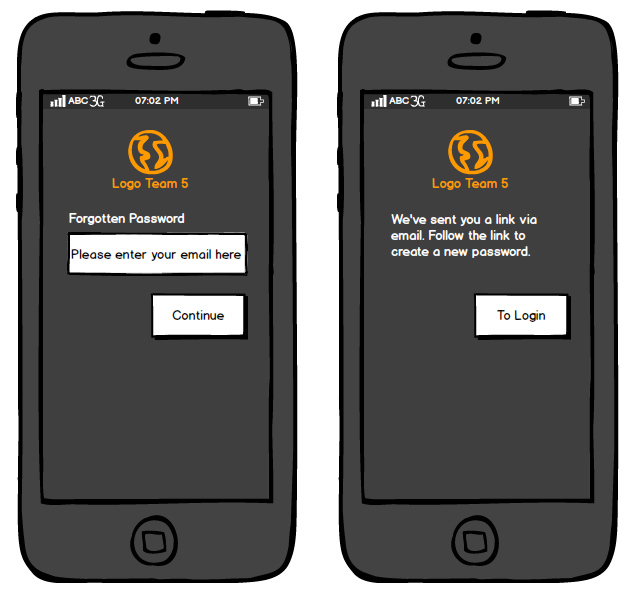 ABC 3G 07:02 PM
Logo Team 5
Forgotten Password
Please enter your email here
Continue
ABC 3G 07:02 PM
Logo Team 5
We've sent you a link via
email. Follow the link to
create a new password.
To Login